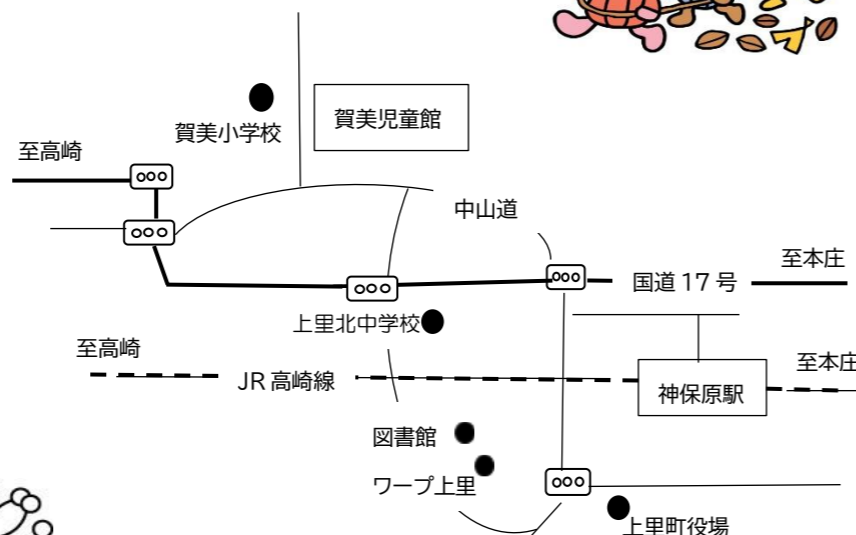 賀美児童館
賀美小学校
至高崎
中山道
至本庄
国道 17 号
上里北中学校
至高崎
至本庄
JR 高崎線
神保原駅
図書館
ワープ上里
上里町役場